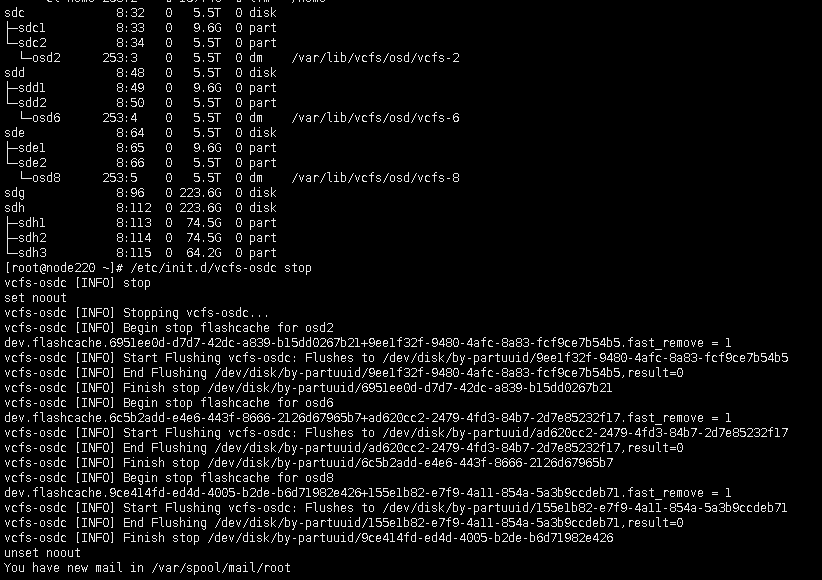 sdc 8:32 0 5.5T 0 disk
├─sdc1 8:33 0 9.6G 0 part
└─sdc2 8:34 0 5.5T 0 part
└─osd2 253:3 0 5.5T 0 dm /var/lib/vcfs/osd/vcfs-2
sdd 8:48 0 5.5T 0 disk
├─sdd1 8:49 0 9.6G 0 part
└─sdd2 8:50 0 5.5T 0 part
└─osd6 253:4 0 5.5T 0 dm /var/lib/vcfs/osd/vcfs-6
sde 8:64 0 5.5T 0 disk
├─sde1 8:65 0 9.6G 0 part
└─sde2 8:66 0 5.5T 0 part
└─osd8 253:5 0 5.5T 0 dm /var/lib/vcfs/osd/vcfs-8
sdg 8:96 0 223.6G 0 disk
sdh 8:112 0 223.6G 0 disk
├─sdh1 8:113 0 74.5G 0 part
├─sdh2 8:114 0 74.5G 0 part
└─sdh3 8:115 0 64.2G 0 part
[root@node220 ~]# /etc/init.d/vcfs-osdc stop
vcfs-osdc [INFO] stop
set noout
vcfs-osdc [INFO] Stopping vcfs-osdc...
vcfs-osdc [INFO] Begin stop flashcache for osd2
dev.flashcache.6951ee0d-d7d7-42dc-a839-b15dd0267b21+9ee1f32f-9480-4afc-8a83-fcf9ce7b54b5.fast_remove = 1
vcfs-osdc [INFO] Start Flushing vcfs-osdc: Flushes to /dev/disk/by-partuuid/9ee1f32f-9480-4afc-8a83-fcf9ce7b54b5
vcfs-osdc [INFO] End Flushing /dev/disk/by-partuuid/9ee1f32f-9480-4afc-8a83-fcf9ce7b54b5,result=0
vcfs-osdc [INFO] Finish stop /dev/disk/by-partuuid/6951ee0d-d7d7-42dc-a839-b15dd0267b21
vcfs-osdc [INFO] Begin stop flashcache for osd6
dev.flashcache.6c5b2add-e4e6-443f-8666-2126d67965b7+ad620cc2-2479-4fd3-84b7-2d7e85232f17.fast_remove = 1
vcfs-osdc [INFO] Start Flushing vcfs-osdc: Flushes to /dev/disk/by-partuuid/ad620cc2-2479-4fd3-84b7-2d7e85232f17
vcfs-osdc [INFO] End Flushing /dev/disk/by-partuuid/ad620cc2-2479-4fd3-84b7-2d7e85232f17,result=0
vcfs-osdc [INFO] Finish stop /dev/disk/by-partuuid/6c5b2add-e4e6-443f-8666-2126d67965b7
vcfs-osdc [INFO] Begin stop flashcache for osd8
dev.flashcache.9ce414fd-ed4d-4005-b2de-b6d71982e426+155e1b82-e7f9-4a11-854a-5a3b9ccdeb71.fast_remove = 1
vcfs-osdc [INFO] Start Flushing vcfs-osdc: Flushes to /dev/disk/by-partuuid/155e1b82-e7f9-4a11-854a-5a3b9ccdeb71
vcfs-osdc [INFO] End Flushing /dev/disk/by-partuuid/155e1b82-e7f9-4a11-854a-5a3b9ccdeb71,result=0
vcfs-osdc [INFO] Finish stop /dev/disk/by-partuuid/9ce414fd-ed4d-4005-b2de-b6d71982e426
unset noout
You have new mail in /var/spool/mail/root